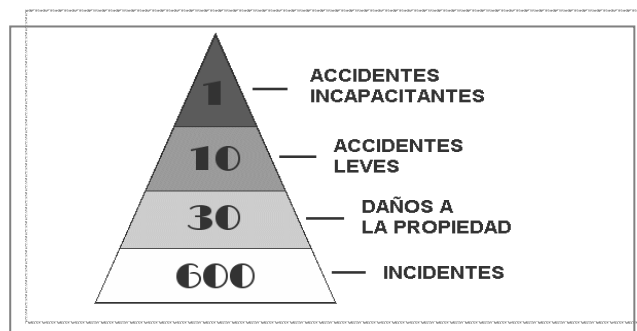 1
ACCIDENTES
INCAPACITANTES
10
ACCIDENTES
LEVES
30
DAÑOS A
LA PROPIEDAD
600
INCIDENTES